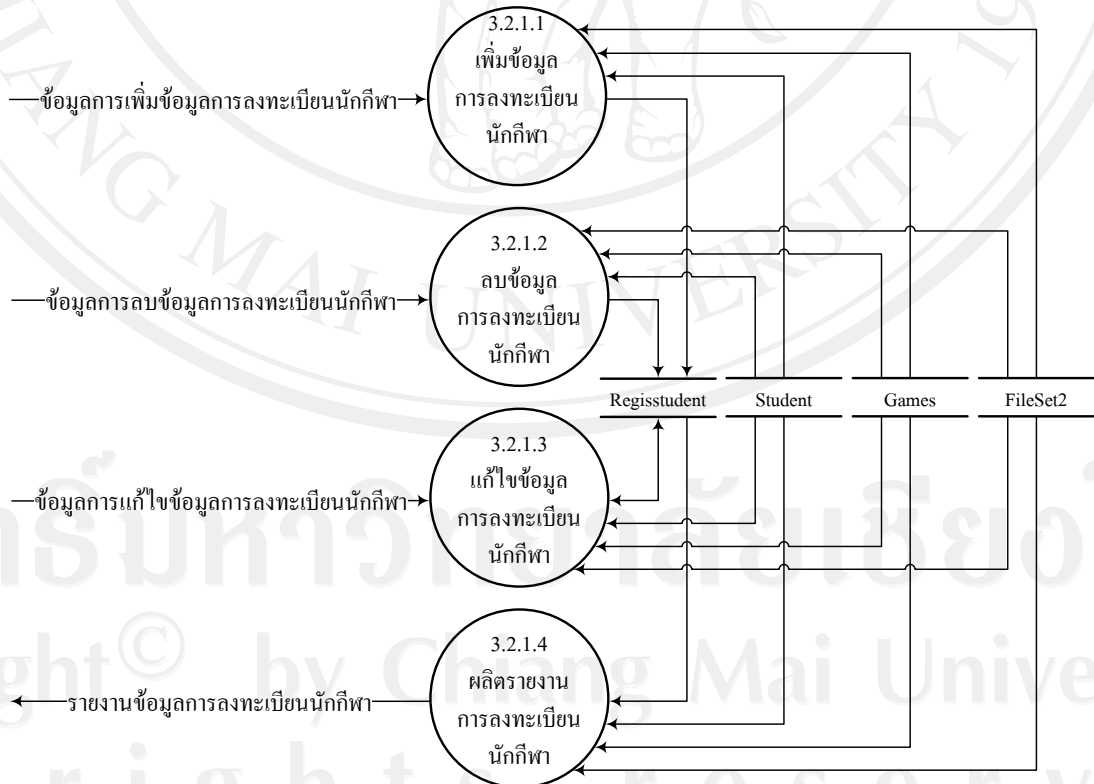 3.2.1.1
เพิ่มข้อมูล
การลงทะเบียน
นักกีฬา
ข้อมูลการเพิ่มข้อมูลการลงทะเบียนนักกีฬา
3.2.1.2
ลบข้อมูล
การลงทะเบียน
นักกีฬา
ข้อมูลการลบข้อมูลการลงทะเบียนนักกีฬา
Regisstudent Student Games FileSet2
3.2.1.3
แก้ไขข้อมูล
การลงทะเบียน
นักกีฬา
ข้อมูลการแก้ไขข้อมูลการลงทะเบียนนักกีฬา
3.2.1.4
ผลิตรายงาน
การลงทะเบียน
นักกีฬา
รายงานข้อมูลการลงทะเบียนนักกีฬา
MAI UNIVERSITY
by Chiang Mai